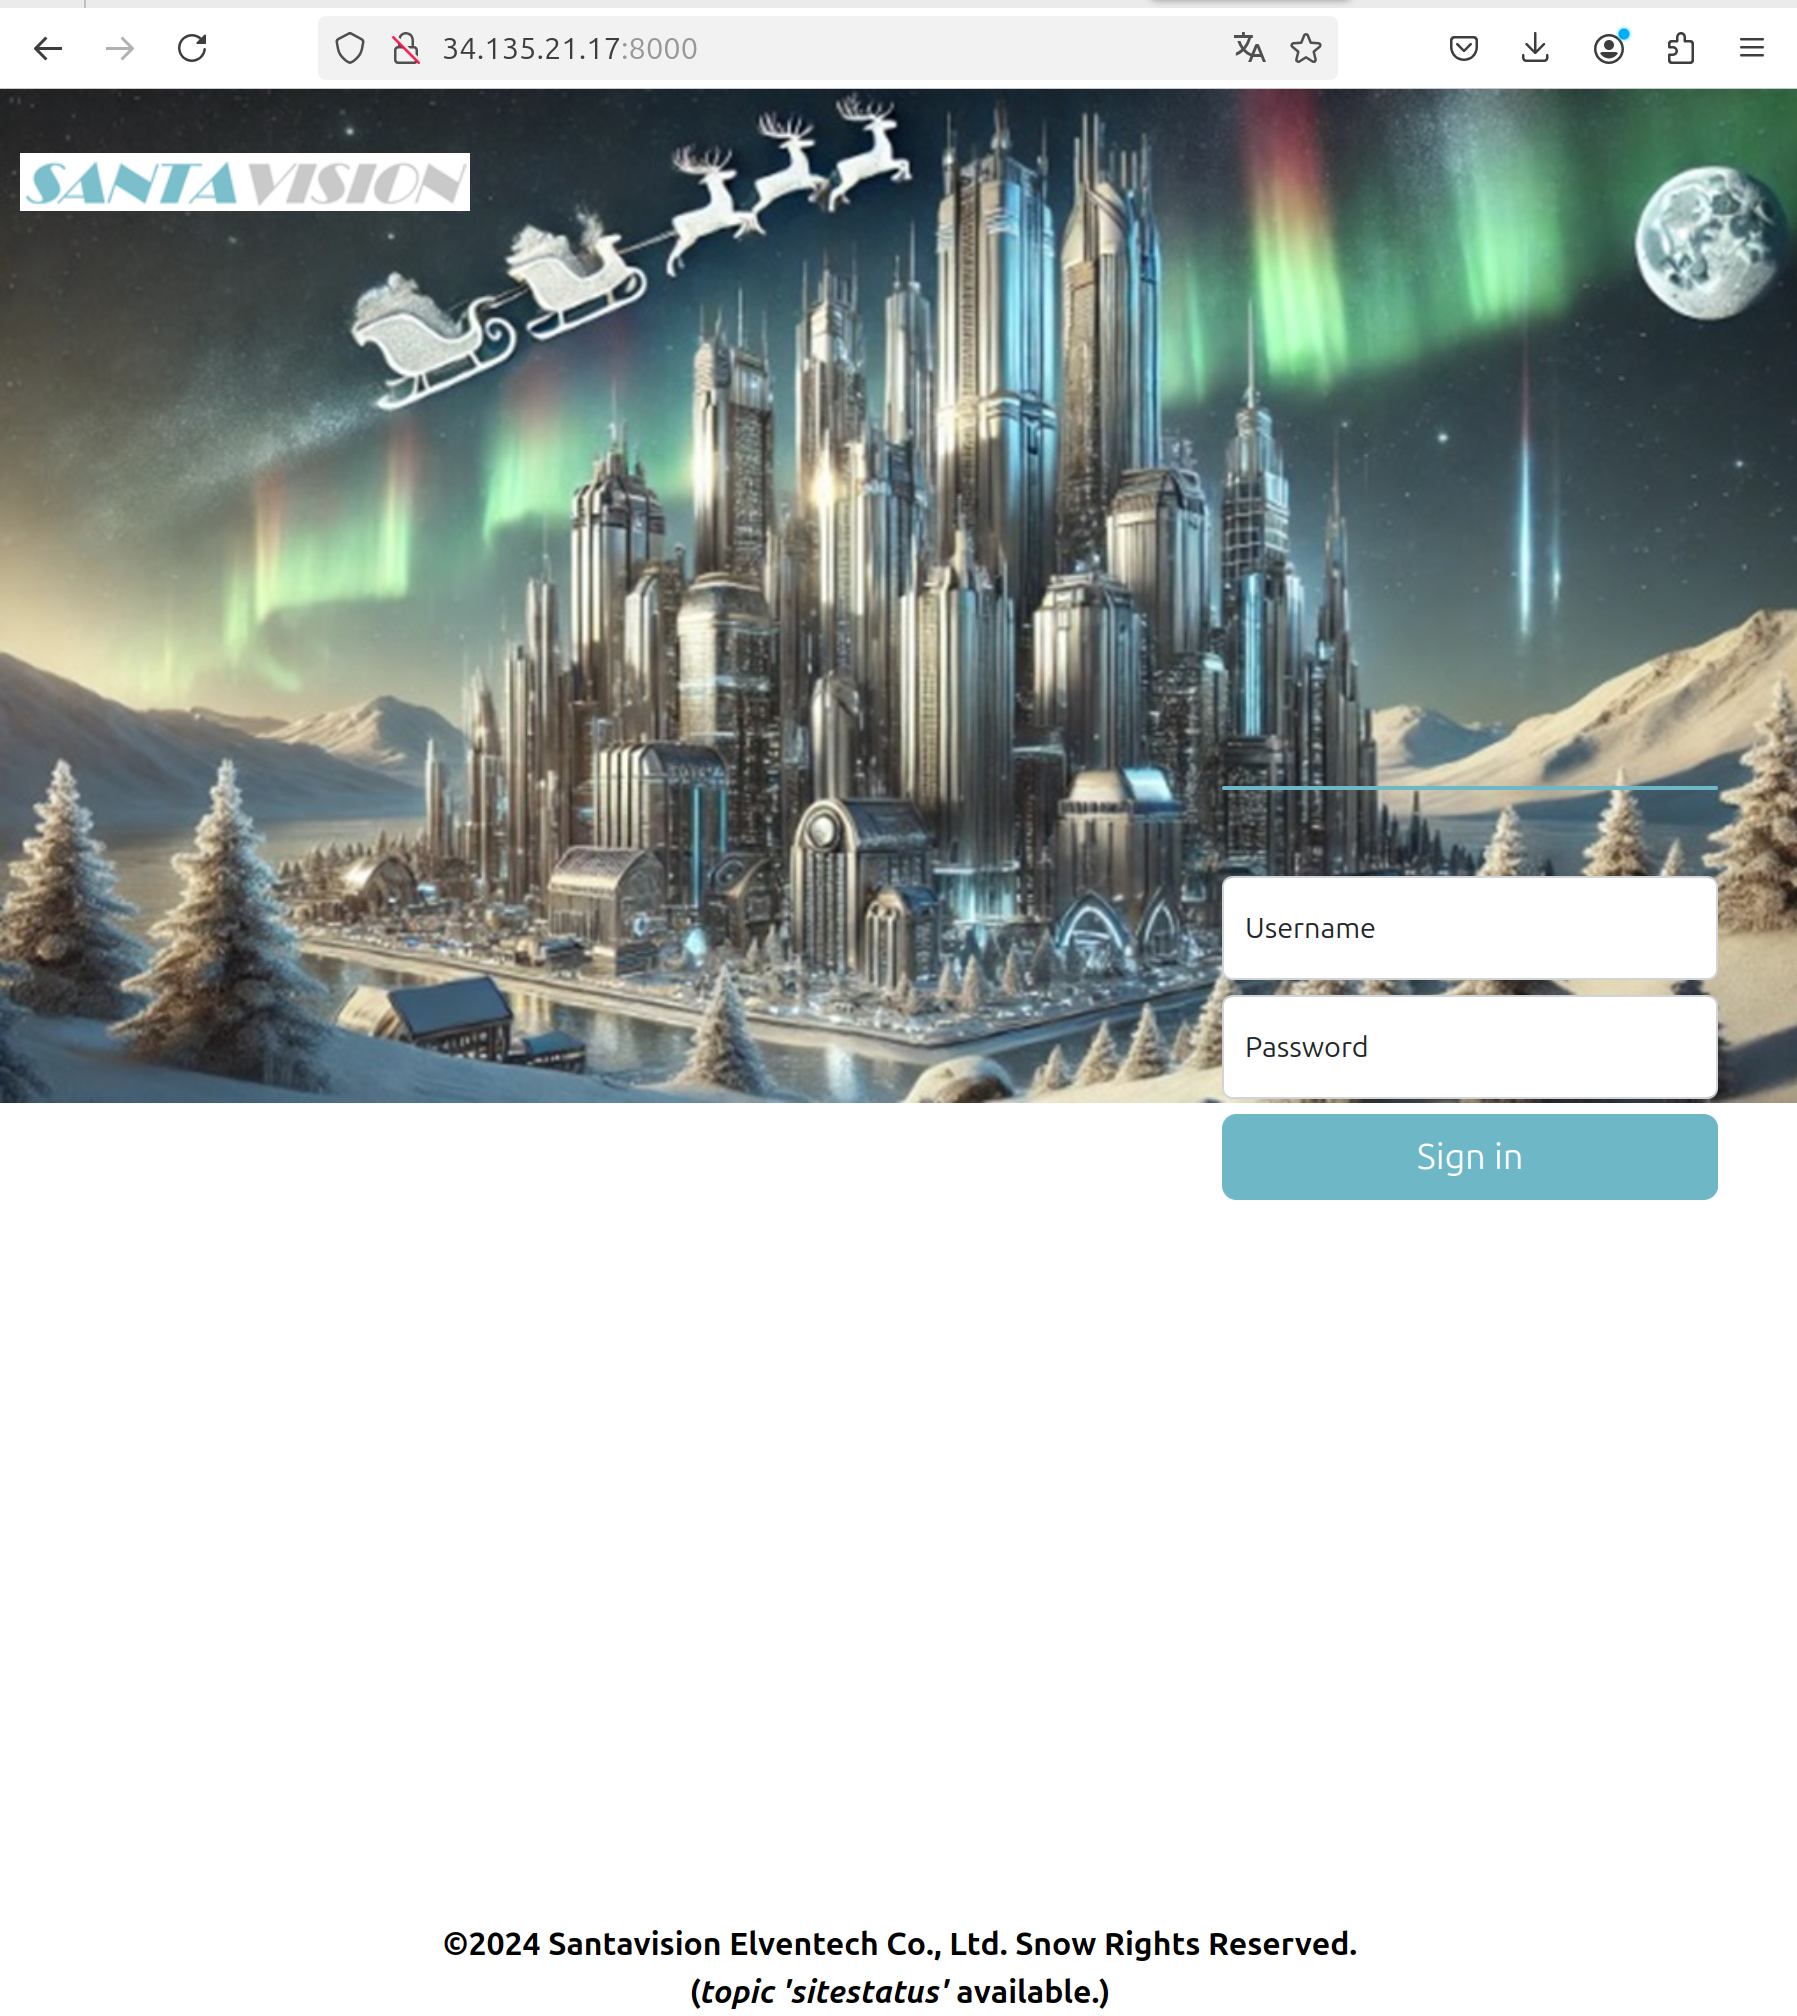 34.135.21.17:8000
SANTAVISION
Username
Password
Sign in
©2024 Santavision Elventech Co., Ltd. Snow Rights Reserved.
(topic 'sitestatus' available.)